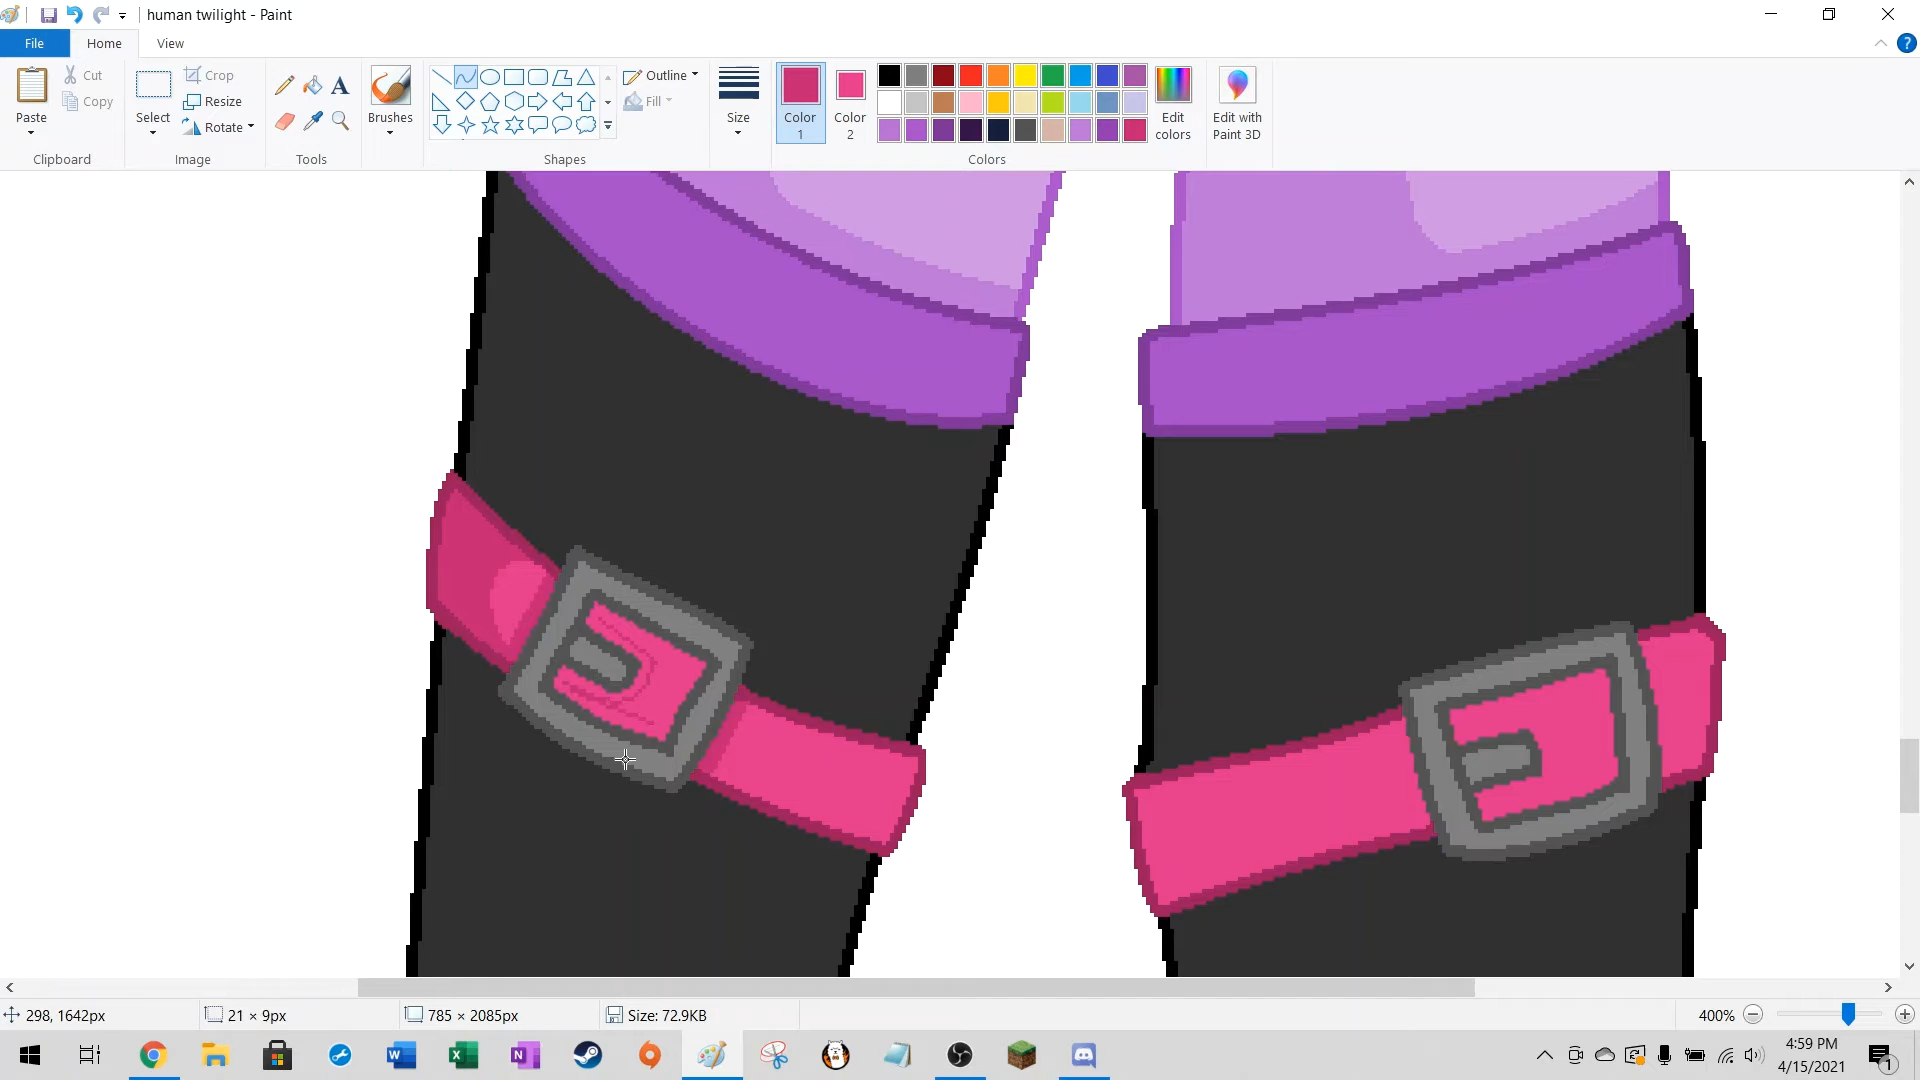 human twilight - Paint
File
Home
View
Paste
Cut
Copy
Clipboard
Select
Crop
Resize
Rotate
Image
A
Tools
Brushes
Outline
Fill
Shapes
Size
Color 1
Color 2
Edit colors
Edit with Paint 3D
Colors
298, 1642px
21 × 9px
785 × 2085px
Size: 72.9KB
400%
4:59 PM
4/15/2021
1